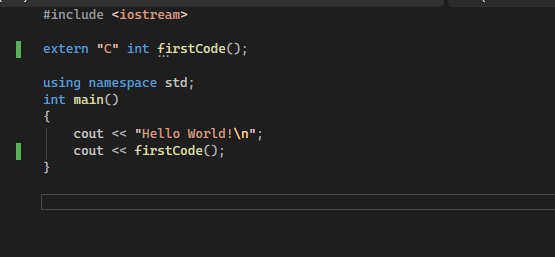 #include <iostream>
extern "C" int firstCode();
using namespace std;
int main()
{
cout << "Hello World!\n";
cout << firstCode();
}